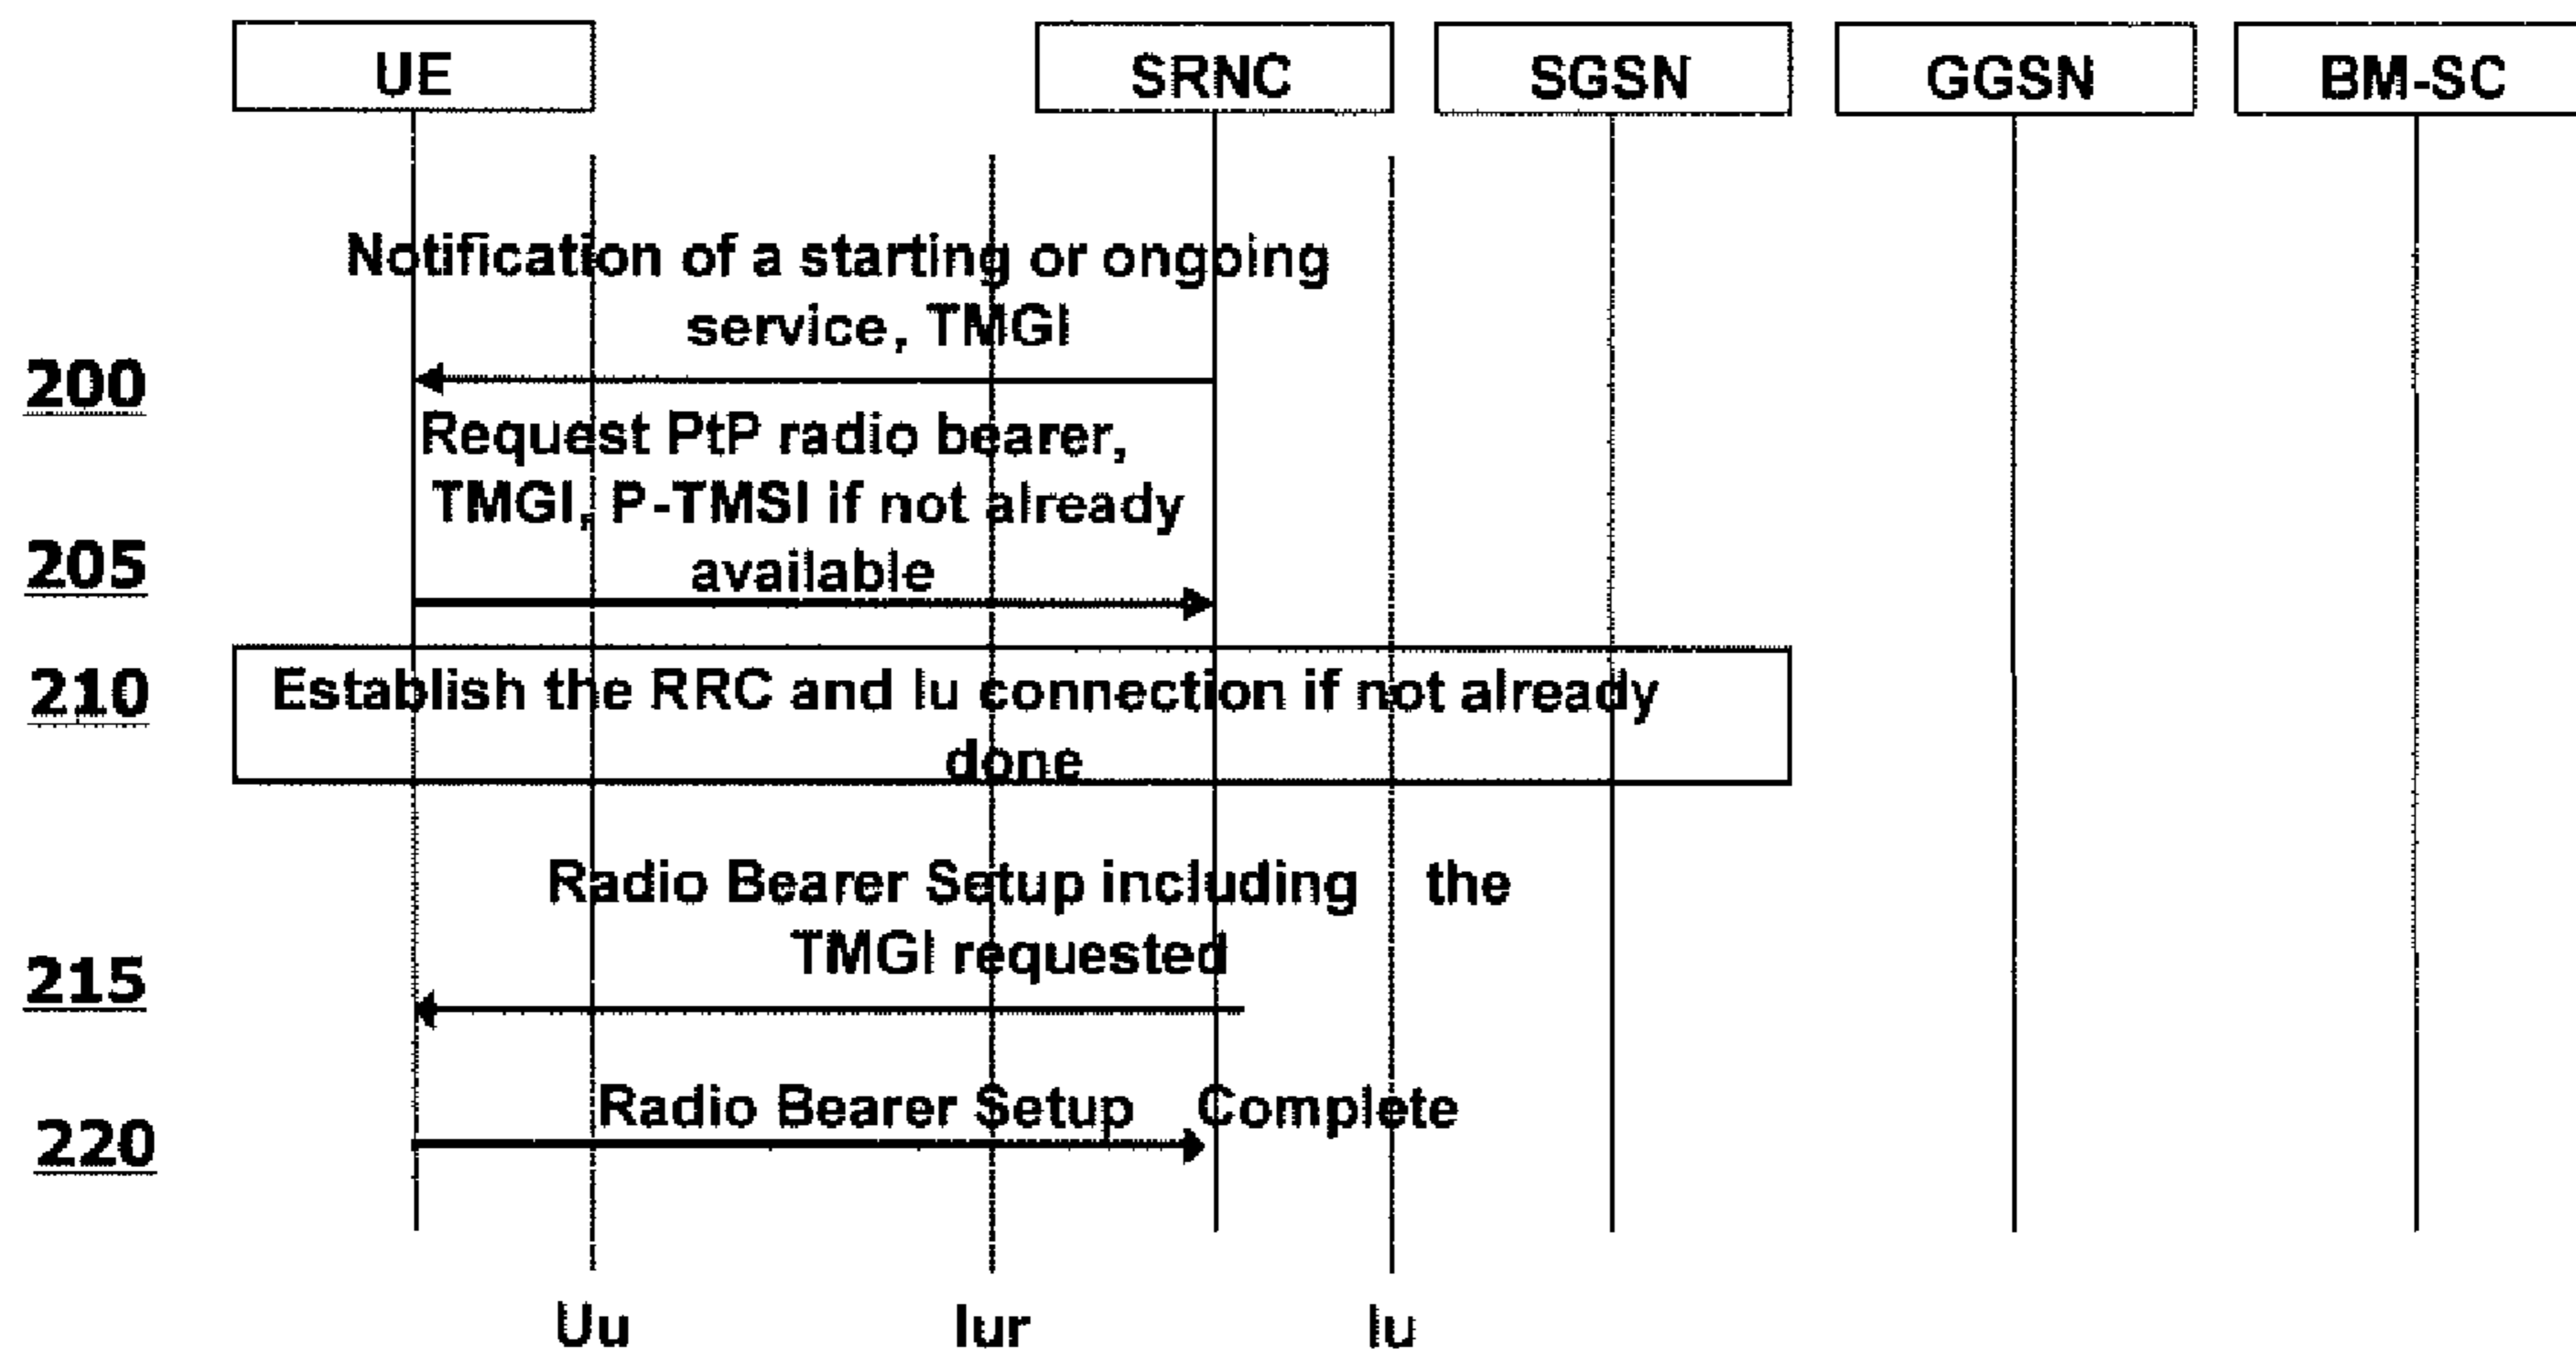 UE SRNC SGSN GGSN BM-SC
Notification of a starting or ongoing
service, TMGI
200
Request PtP radio bearer,
TMGI, P-TMSI if not already
205
available
210
Establish the RRC and Iu connection if not already
done
Radio Bearer Setup including the
TMGI requested
215
Radio Bearer Setup Complete
220
Uu Iur Iu